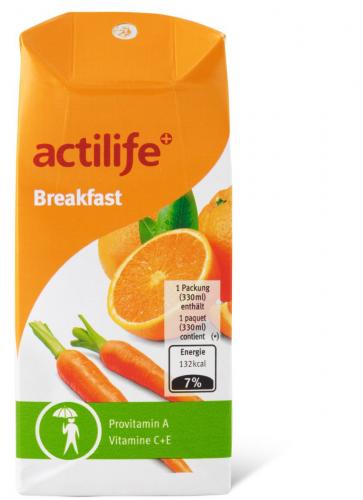 actilife+
Breakfast
1 Packung
(330ml)
enthält
1 paquet
(330ml)
contient (•)
Energie
132kcal
7%
Provitamin A
Vitamine C+E